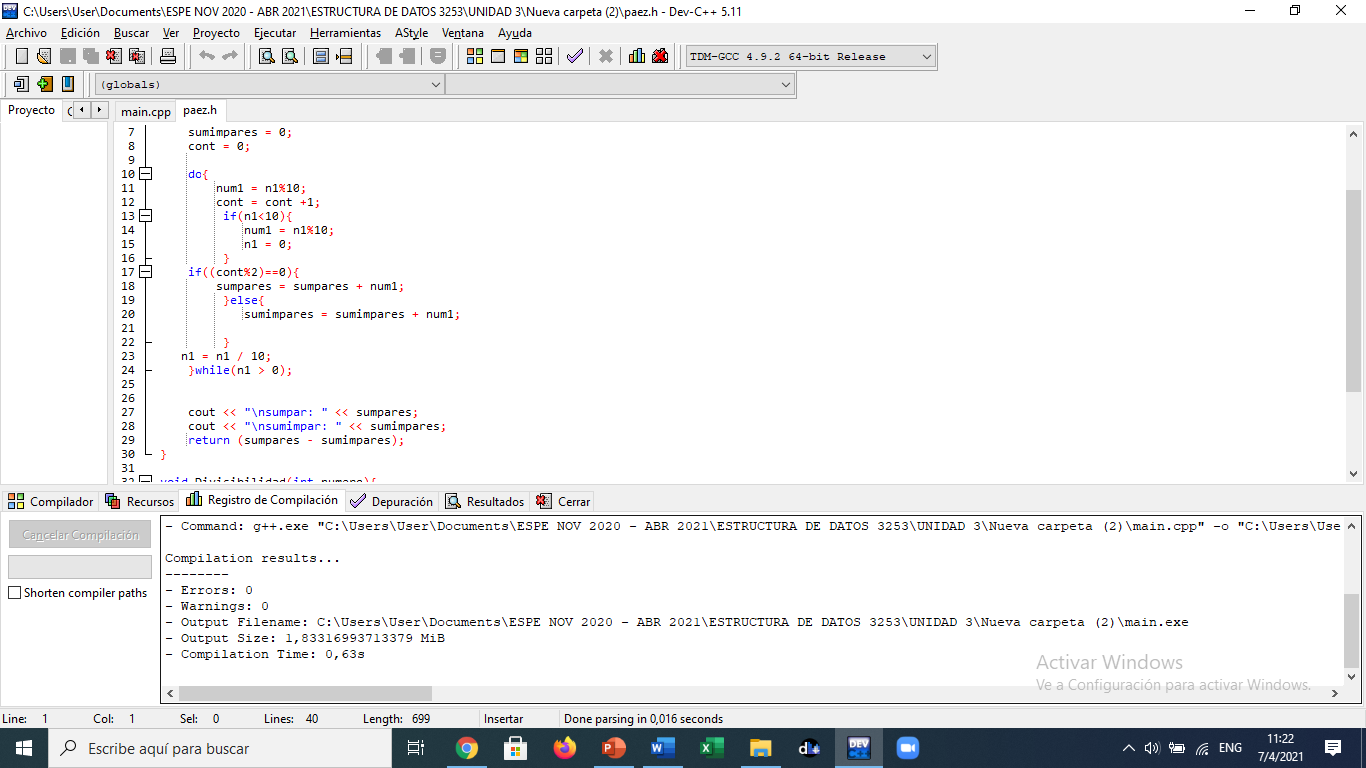 C:\Users\User\Documents\ESPE NOV 2020 - ABR 2021\ESTRUCTURA DE DATOS 3253\UNIDAD 3\Nueva carpeta (2)\paez.h - Dev-C++ 5.11
Archivo Edición Buscar Ver Proyecto Ejecutar Herramientas AStyle Ventana Ayuda
TDM-GCC 4.9.2 64-bit Release
(globals)
Proyecto
main.cpp paez.h
7 sumimpares = 0;
8 cont = 0;
9
10 do{
11 num1 = n1%10;
12 cont = cont +1;
13 if(n1<10){
14 num1 = n1%10;
15 n1 = 0;
16 }
17 if((cont%2)==0){
18 sumpares = sumpares + num1;
19 }else{
20 sumimpares = sumimpares + num1;
21
22 }
23 n1 = n1 / 10;
24 }while(n1 > 0);
25
26
27 cout << "\nsumpar: " << sumpares;
28 cout << "\nsumimpar: " << sumimpares;
29 return (sumpares - sumimpares);
30 }
31
32 void Divisibilidad(int numero){
Compilador Recursos Registro de Compilación Depuración Resultados Cerrar
Cancelar Compilación
Shorten compiler paths
- Command: g++.exe "C:\Users\User\Documents\ESPE NOV 2020 - ABR 2021\ESTRUCTURA DE DATOS 3253\UNIDAD 3\Nueva carpeta (2)\main.cpp" -o "C:\Users\Use
Compilation results...
--------
- Errors: 0
- Warnings: 0
- Output Filename: C:\Users\User\Documents\ESPE NOV 2020 - ABR 2021\ESTRUCTURA DE DATOS 3253\UNIDAD 3\Nueva carpeta (2)\main.exe
- Output Size: 1,83316993713379 MiB
- Compilation Time: 0,63s
Activar Windows
Ve a Configuración para activar Windows.
Line: 1 Col: 1 Sel: 0 Lines: 40 Length: 699 Insertar Done parsing in 0,016 seconds
Escribe aquí para buscar
DEV
ENG
11:22
7/4/2021